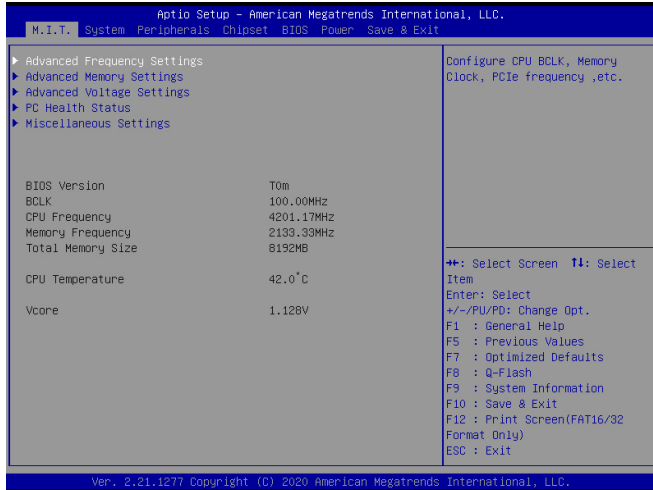 Aptio Setup - American Megatrends International, LLC.
M.I.T. System Peripherals Chipset BIOS Power Save & Exit
Advanced Frequency Settings
Advanced Memory Settings
Advanced Voltage Settings
PC Health Status
Miscellaneous Settings
BIOS Version T0m
BCLK 100.00MHz
CPU Frequency 4201.17MHz
Memory Frequency 2133.33MHz
Total Memory Size 8192MB
CPU Temperature 42.0°C
Vcore 1.128V
Configure CPU BCLK, Memory
Clock, PCIe frequency ,etc.
→←: Select Screen ↑↓: Select
Item
Enter: Select
+/-/PU/PD: Change Opt.
F1 : General Help
F5 : Previous Values
F7 : Optimized Defaults
F8 : Q-Flash
F9 : System Information
F10 : Save & Exit
F12 : Print Screen(FAT16/32
Format Only)
ESC : Exit
Ver. 2.21.1277 Copyright (C) 2020 American Megatrends International, LLC.